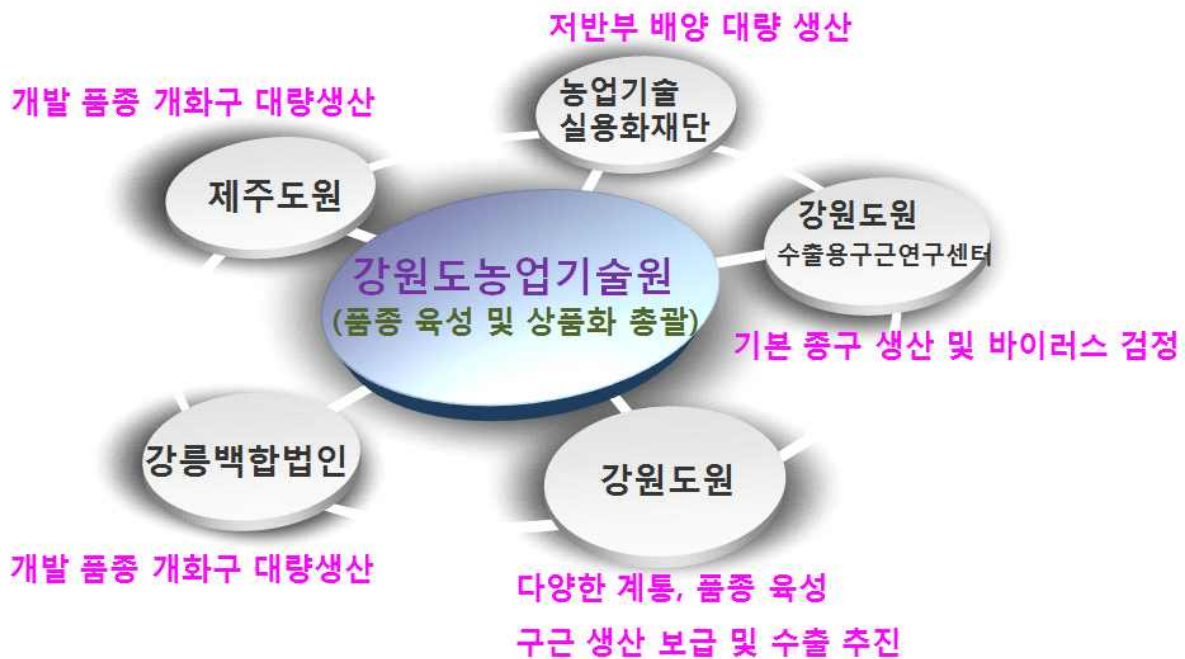 저반부 배양 대량 생산
농업기술
실용화재단
개발 품종 개화구 대량생산
제주도원
강원도원
수출용구근연구센터
기본 종구 생산 및 바이러스 검정
강원도농업기술원
(품종 육성 및 상품화 총괄)
강릉백합법인
개발 품종 개화구 대량생산
강원도원
다양한 계통, 품종 육성
구근 생산 보급 및 수출 추진